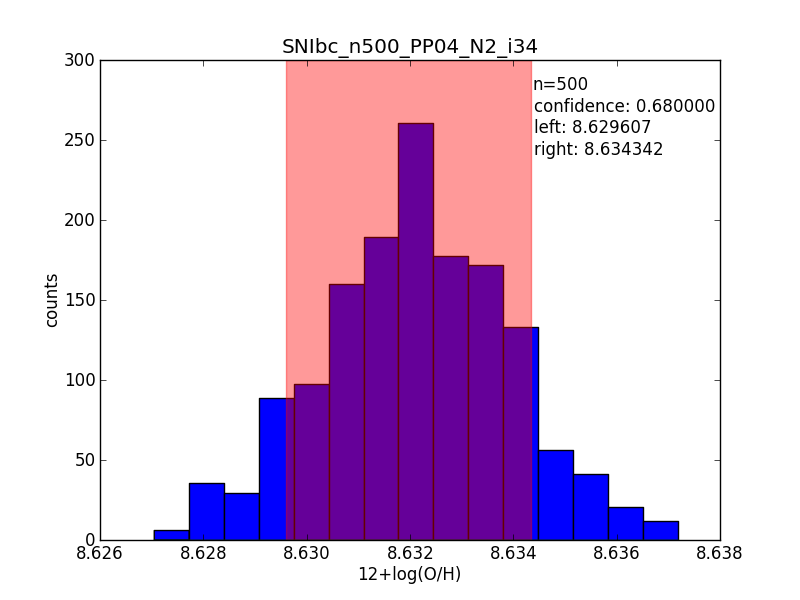 SNIbc_n500_PP04_N2_i34
300
250
200
150
100
50
0
counts
n=500
confidence: 0.680000
left: 8.629607
right: 8.634342
8.626 8.628 8.630 8.632 8.634 8.636 8.638
12+log(O/H)